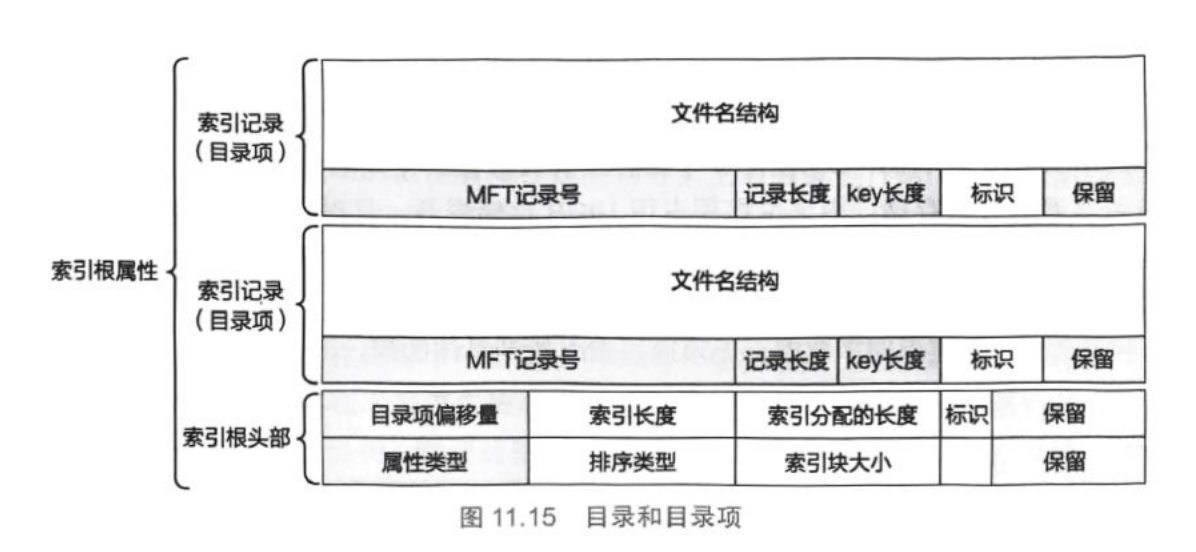 文件名结构
索引记录
（目录项）
MFT记录号 记录长度 key长度 标识 保留
文件名结构
索引根属性
索引记录
（目录项）
MFT记录号 记录长度 key长度 标识 保留
索引根头部
目录项偏移量 索引长度 索引分配的长度 标识 保留
属性类型 排序类型 索引块大小 保留
图 11.15 目录和目录项